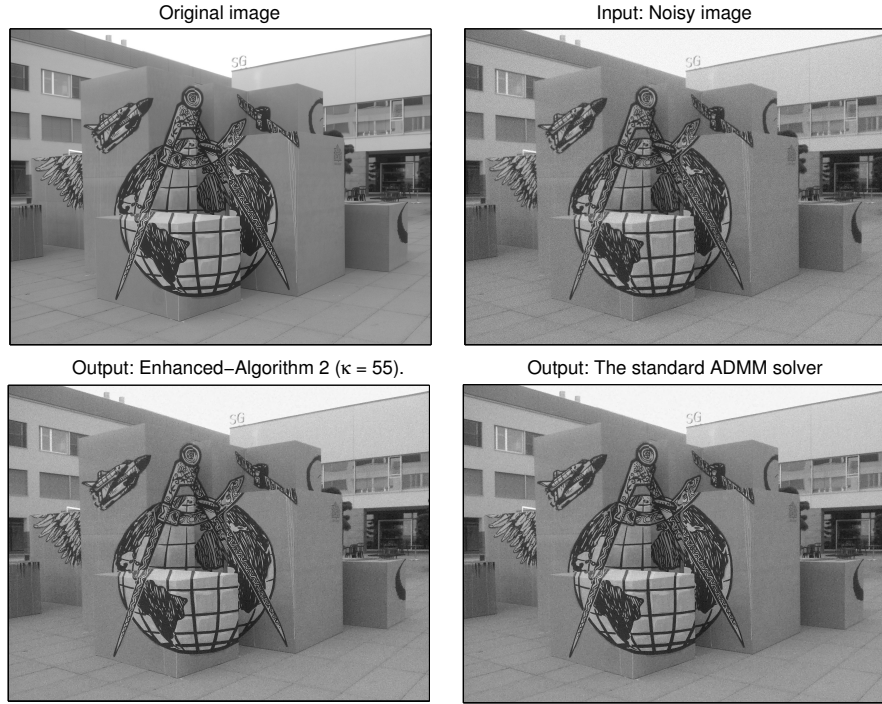 Original image
Input: Noisy image
SG
SG
Output: Enhanced−Algorithm 2 (κ = 55).
Output: The standard ADMM solver
SG
SG